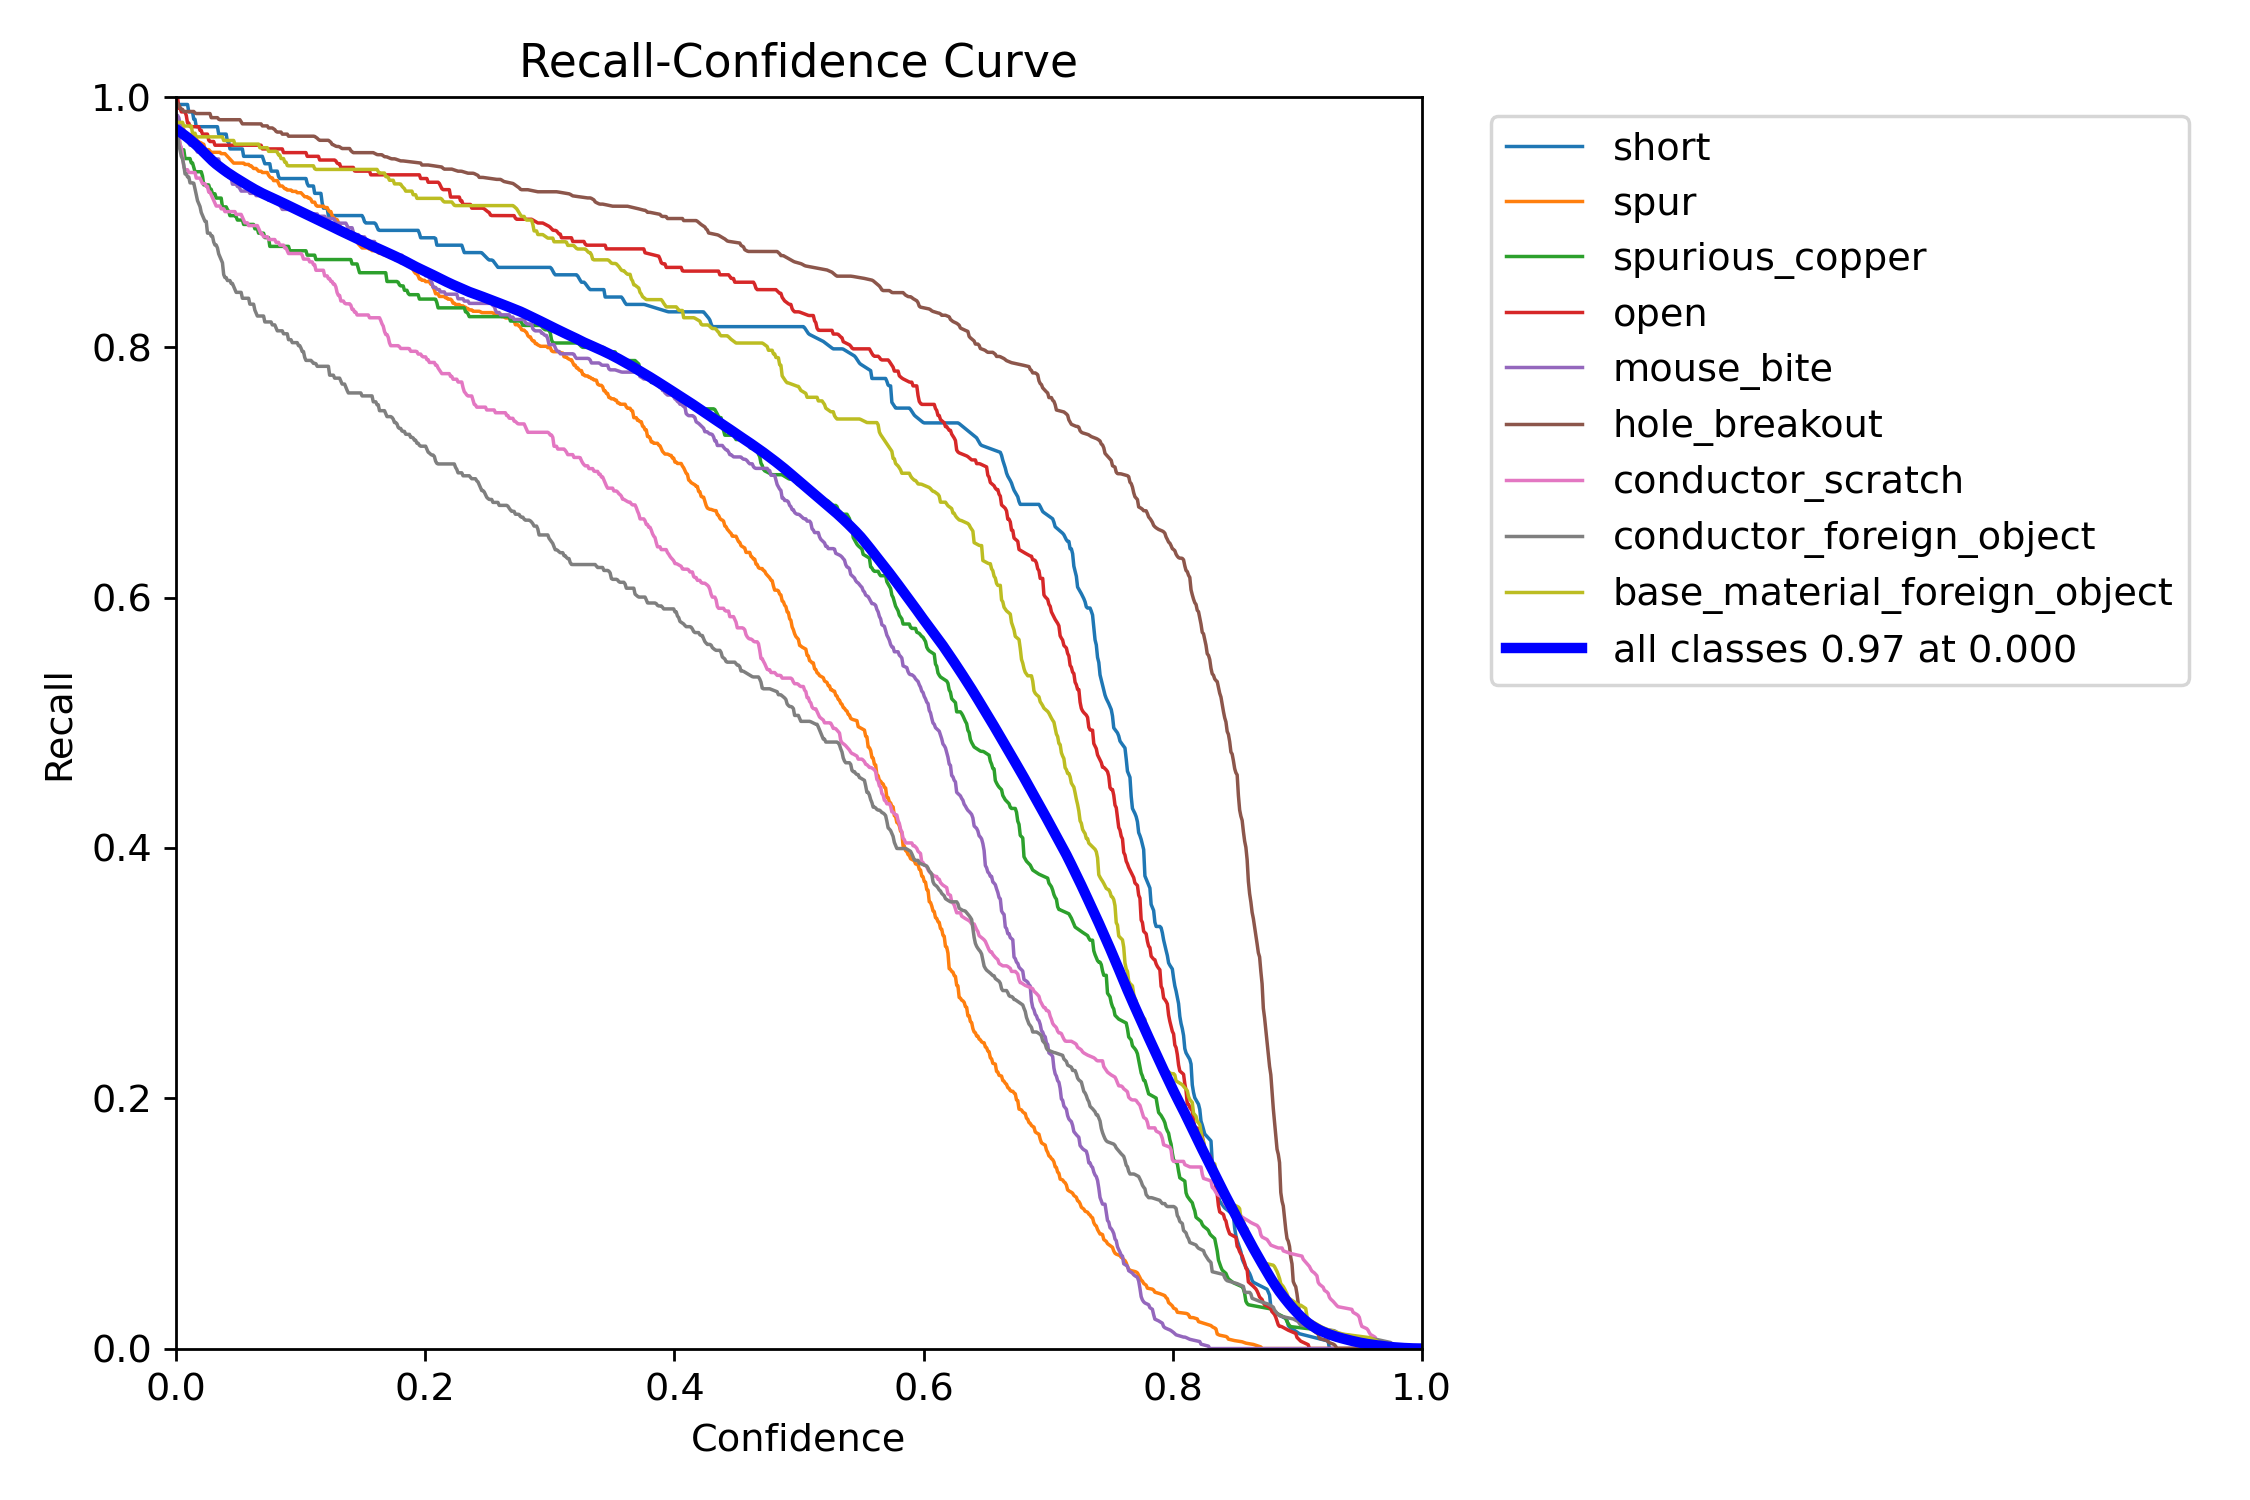 Recall-Confidence Curve
1.0
0.8
0.6
0.4
0.2
0.0
Recall
0.0 0.2 0.4 0.6 0.8 1.0
Confidence
short
spur
spurious_copper
open
mouse_bite
hole_breakout
conductor_scratch
conductor_foreign_object
base_material_foreign_object
all classes 0.97 at 0.000